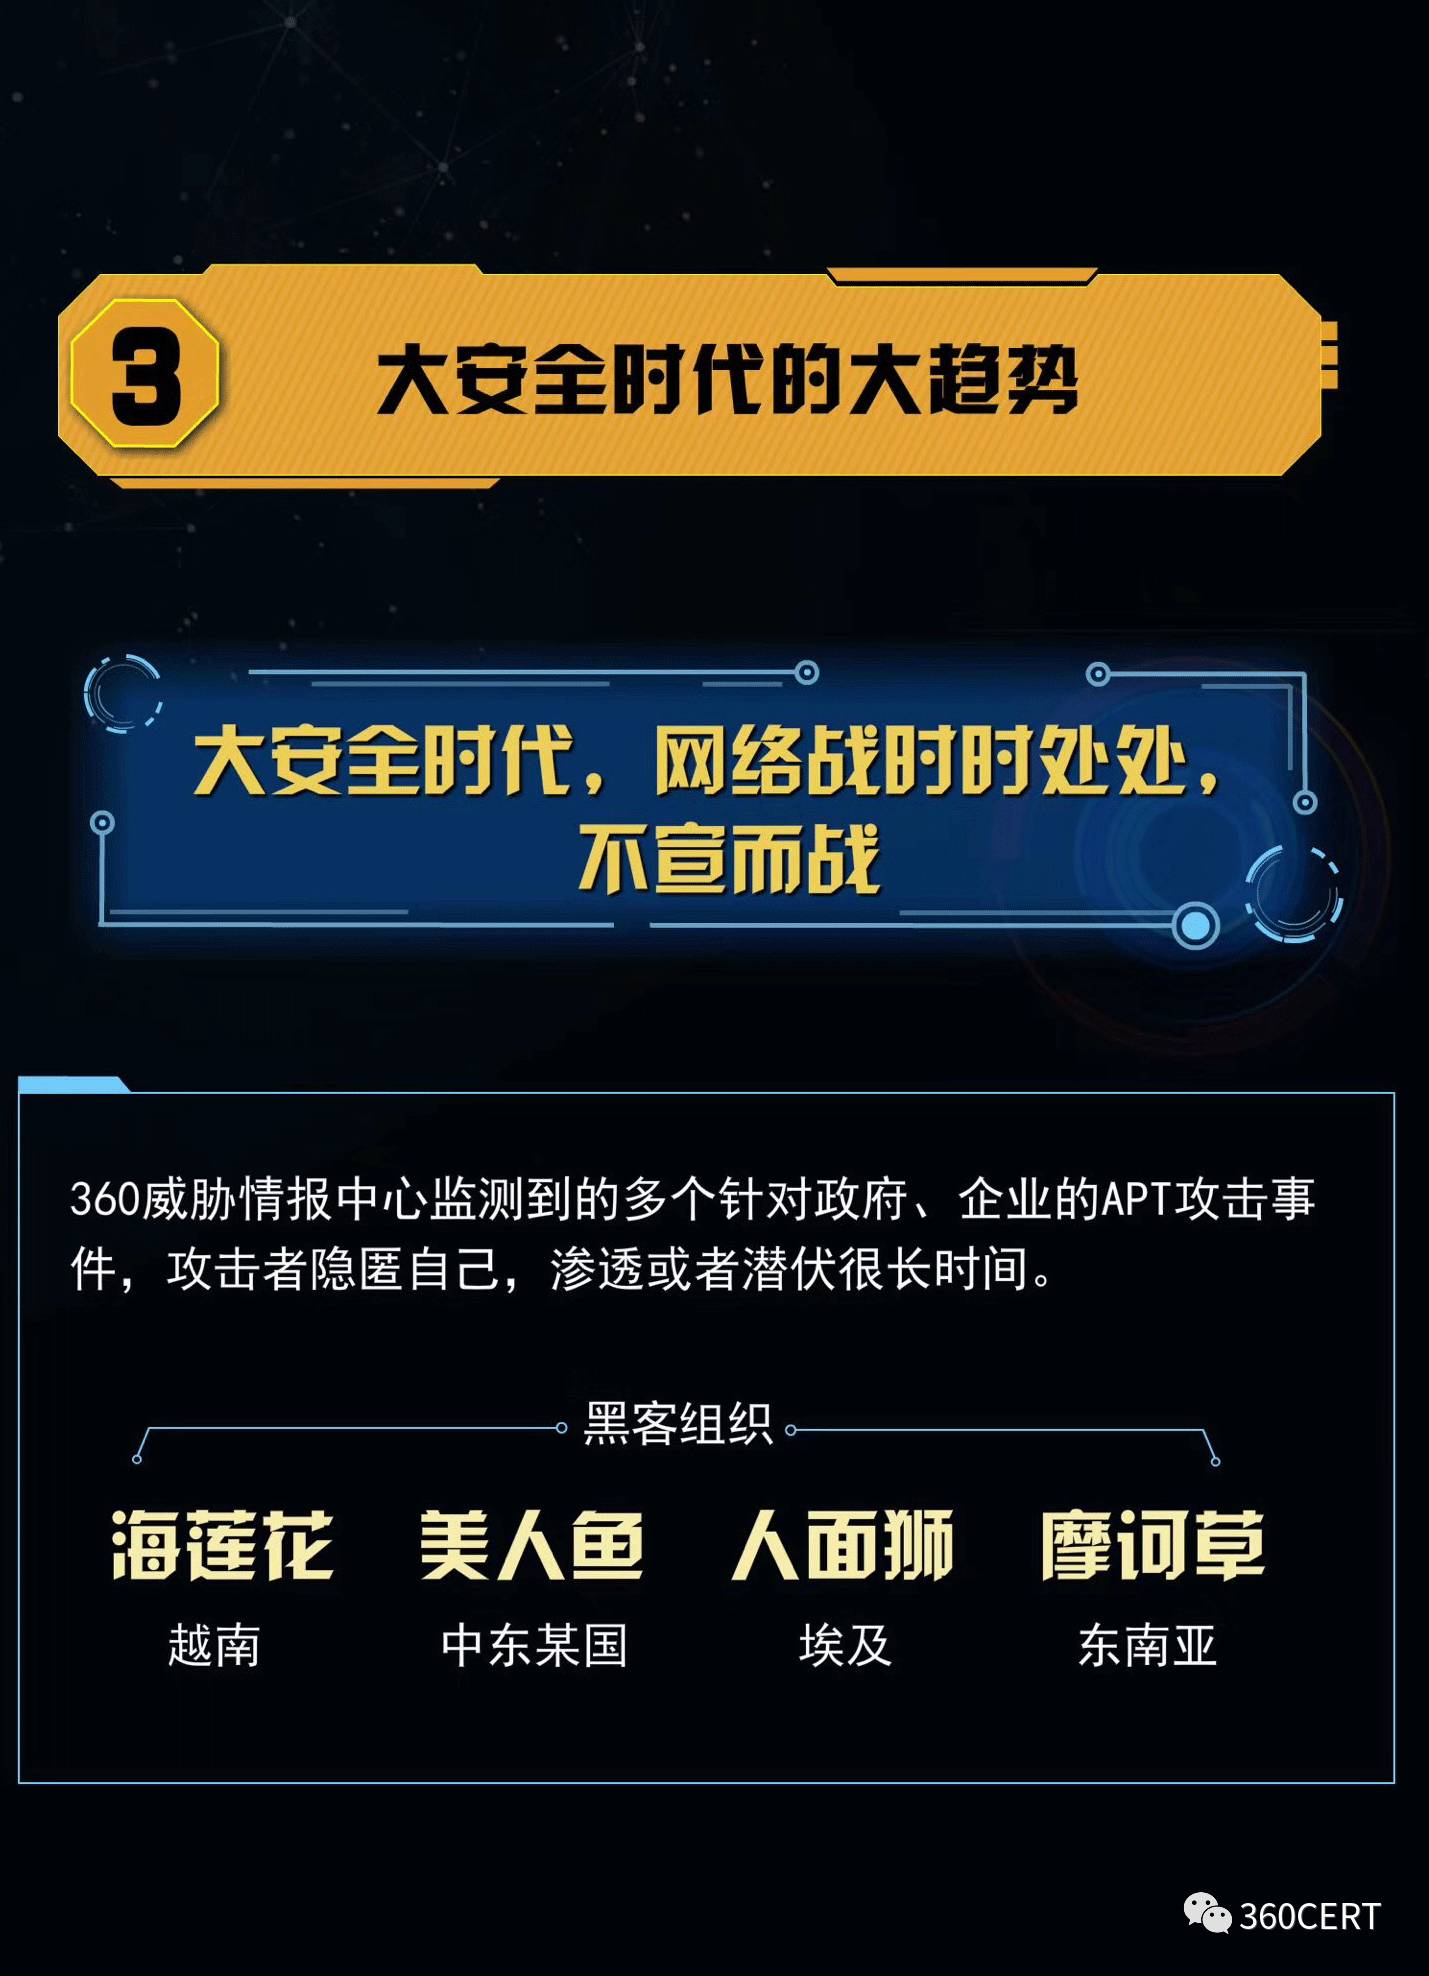 3
大安全时代的大趋势
大安全时代，网络战时时处处，
不宣而战
360威胁情报中心监测到的多个针对政府、企业的APT攻击事
件，攻击者隐匿自己，渗透或者潜伏很长时间。
黑客组织
海莲花 美人鱼 人面狮 摩诃草
越南 中东某国 埃及 东南亚
360CERT